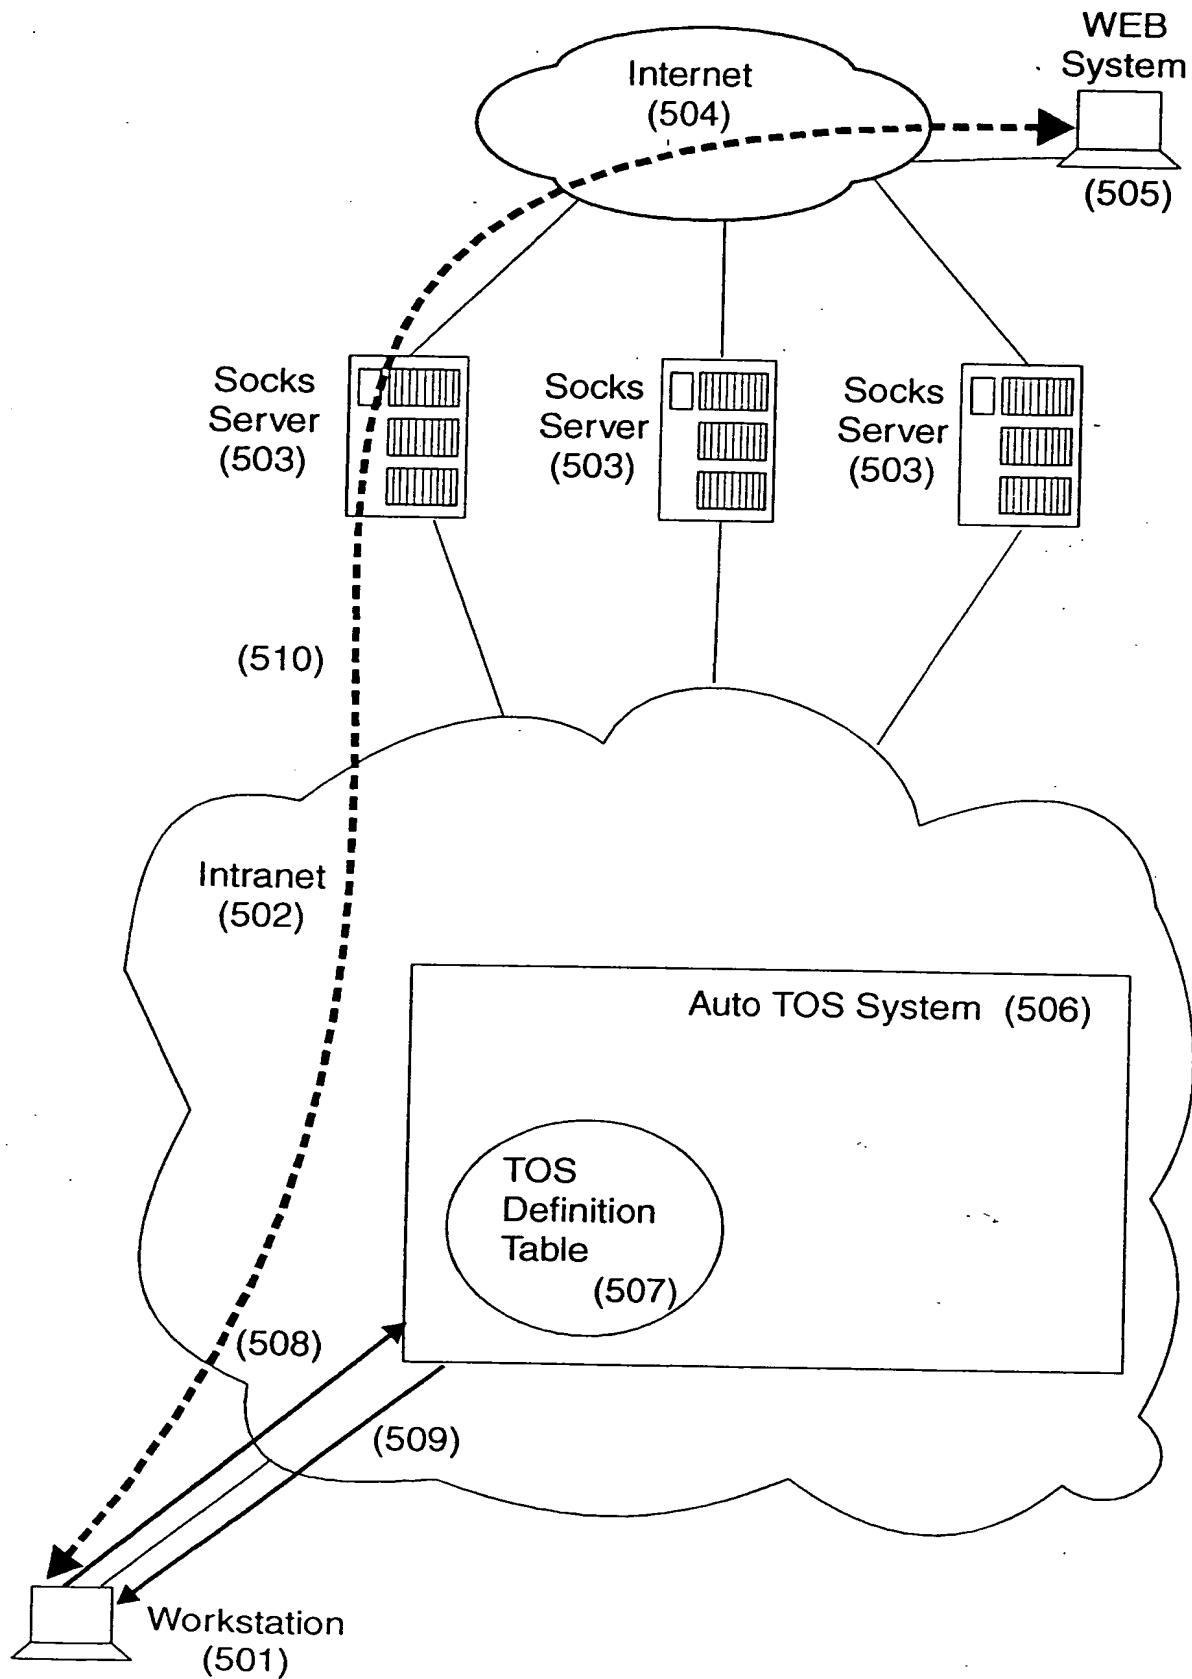 WEB
System
(505)
Internet
(504)
Socks
Server
(503)
Socks
Server
(503)
Socks
Server
(503)
(510)
Intranet
(502)
Auto TOS System (506)
TOS
Definition
Table
(507)
(508)
(509)
Workstation
(501)